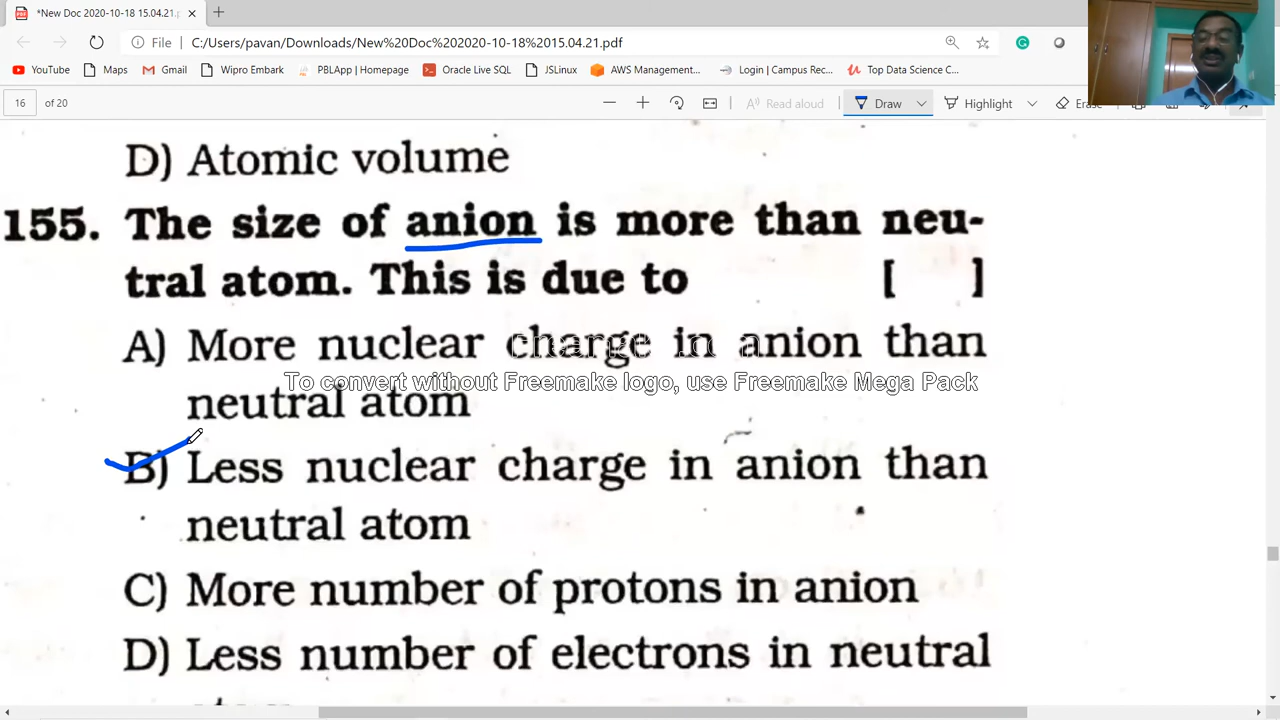 *New Doc 2020-10-18 15.04.21.p
File C:/Users/pavan/Downloads/New%20Doc%202020-10-18%2015.04.21.pdf
YouTube Maps Gmail Wipro Embark PBLApp | Homepage Oracle Live SQL JSLinux AWS Management... Login | Campus Rec... Top Data Science C...
16 of 20 Read aloud Draw Highlight Erase
D) Atomic volume
155. The size of anion is more than neu-
tral atom. This is due to [ ]
A) More nuclear charge in anion than
To convert without Freemake logo, use Freemake Mega Pack
neutral atom
B) Less nuclear charge in anion than
neutral atom
C) More number of protons in anion
D) Less number of electrons in neutral